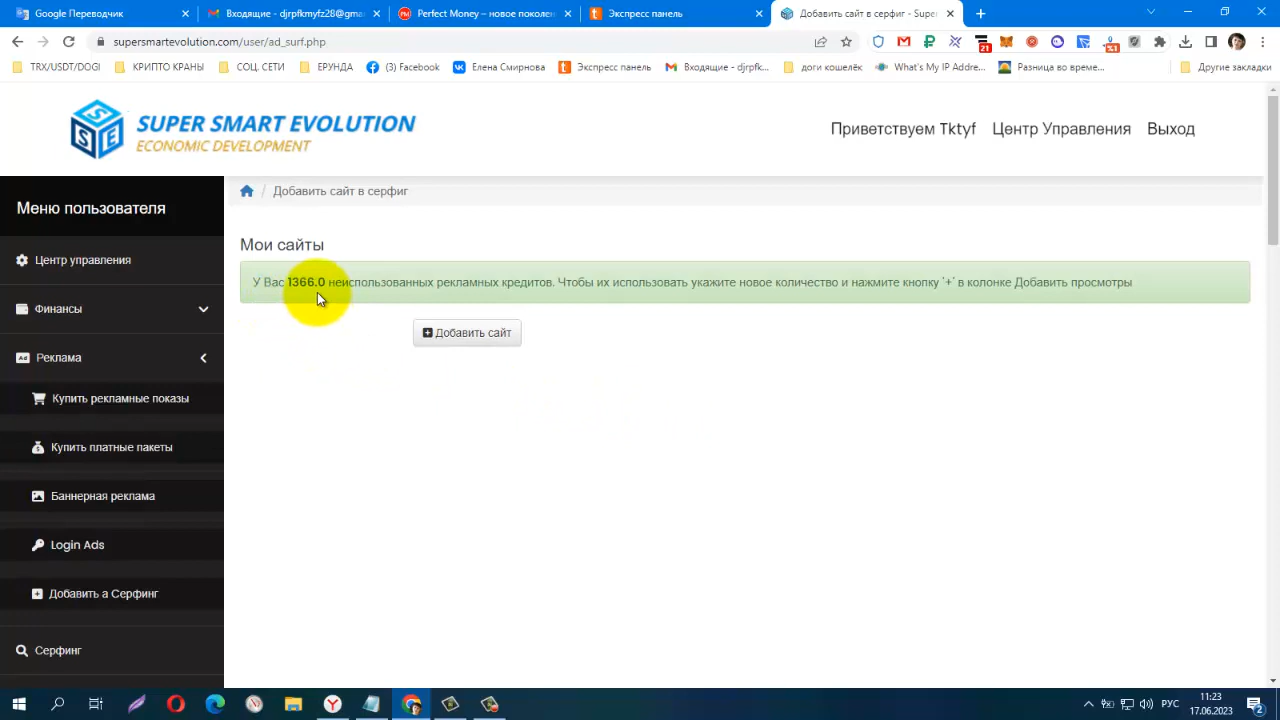 Google Переводчик
Входящие - djrpfkmyfz28@gmai
Perfect Money – новое поколен
Экспресс панель
Добавить сайт в серфиг - Super
supersmartevolution.com/user/ad_surf.php
21
%1
TRX/USDT/DOGI
КРИПТО КРАНЫ
СОЦ. СЕТИ
ЕРУНДА
(3) Facebook
Елена Смирнова
Экспресс панель
Входящие - djrpfk...
доги кошелёк
What's My IP Addre...
Разница во време...
Другие закладки
SUPER SMART EVOLUTION
ECONOMIC DEVELOPMENT
Приветствуем Tktyf
Центр Управления
Выход
Меню пользователя
Центр управления
Финансы
Реклама
Купить рекламные показы
Купить платные пакеты
Баннерная реклама
Login Ads
Добавить а Серфинг
Серфинг
/ Добавить сайт в серфиг
Мои сайты
У Вас 1366.0 неиспользованных рекламных кредитов. Чтобы их использовать укажите новое количество и нажмите кнопку '+' в колонке Добавить просмотры
Добавить сайт
РУС
11:23
17.06.2023
2